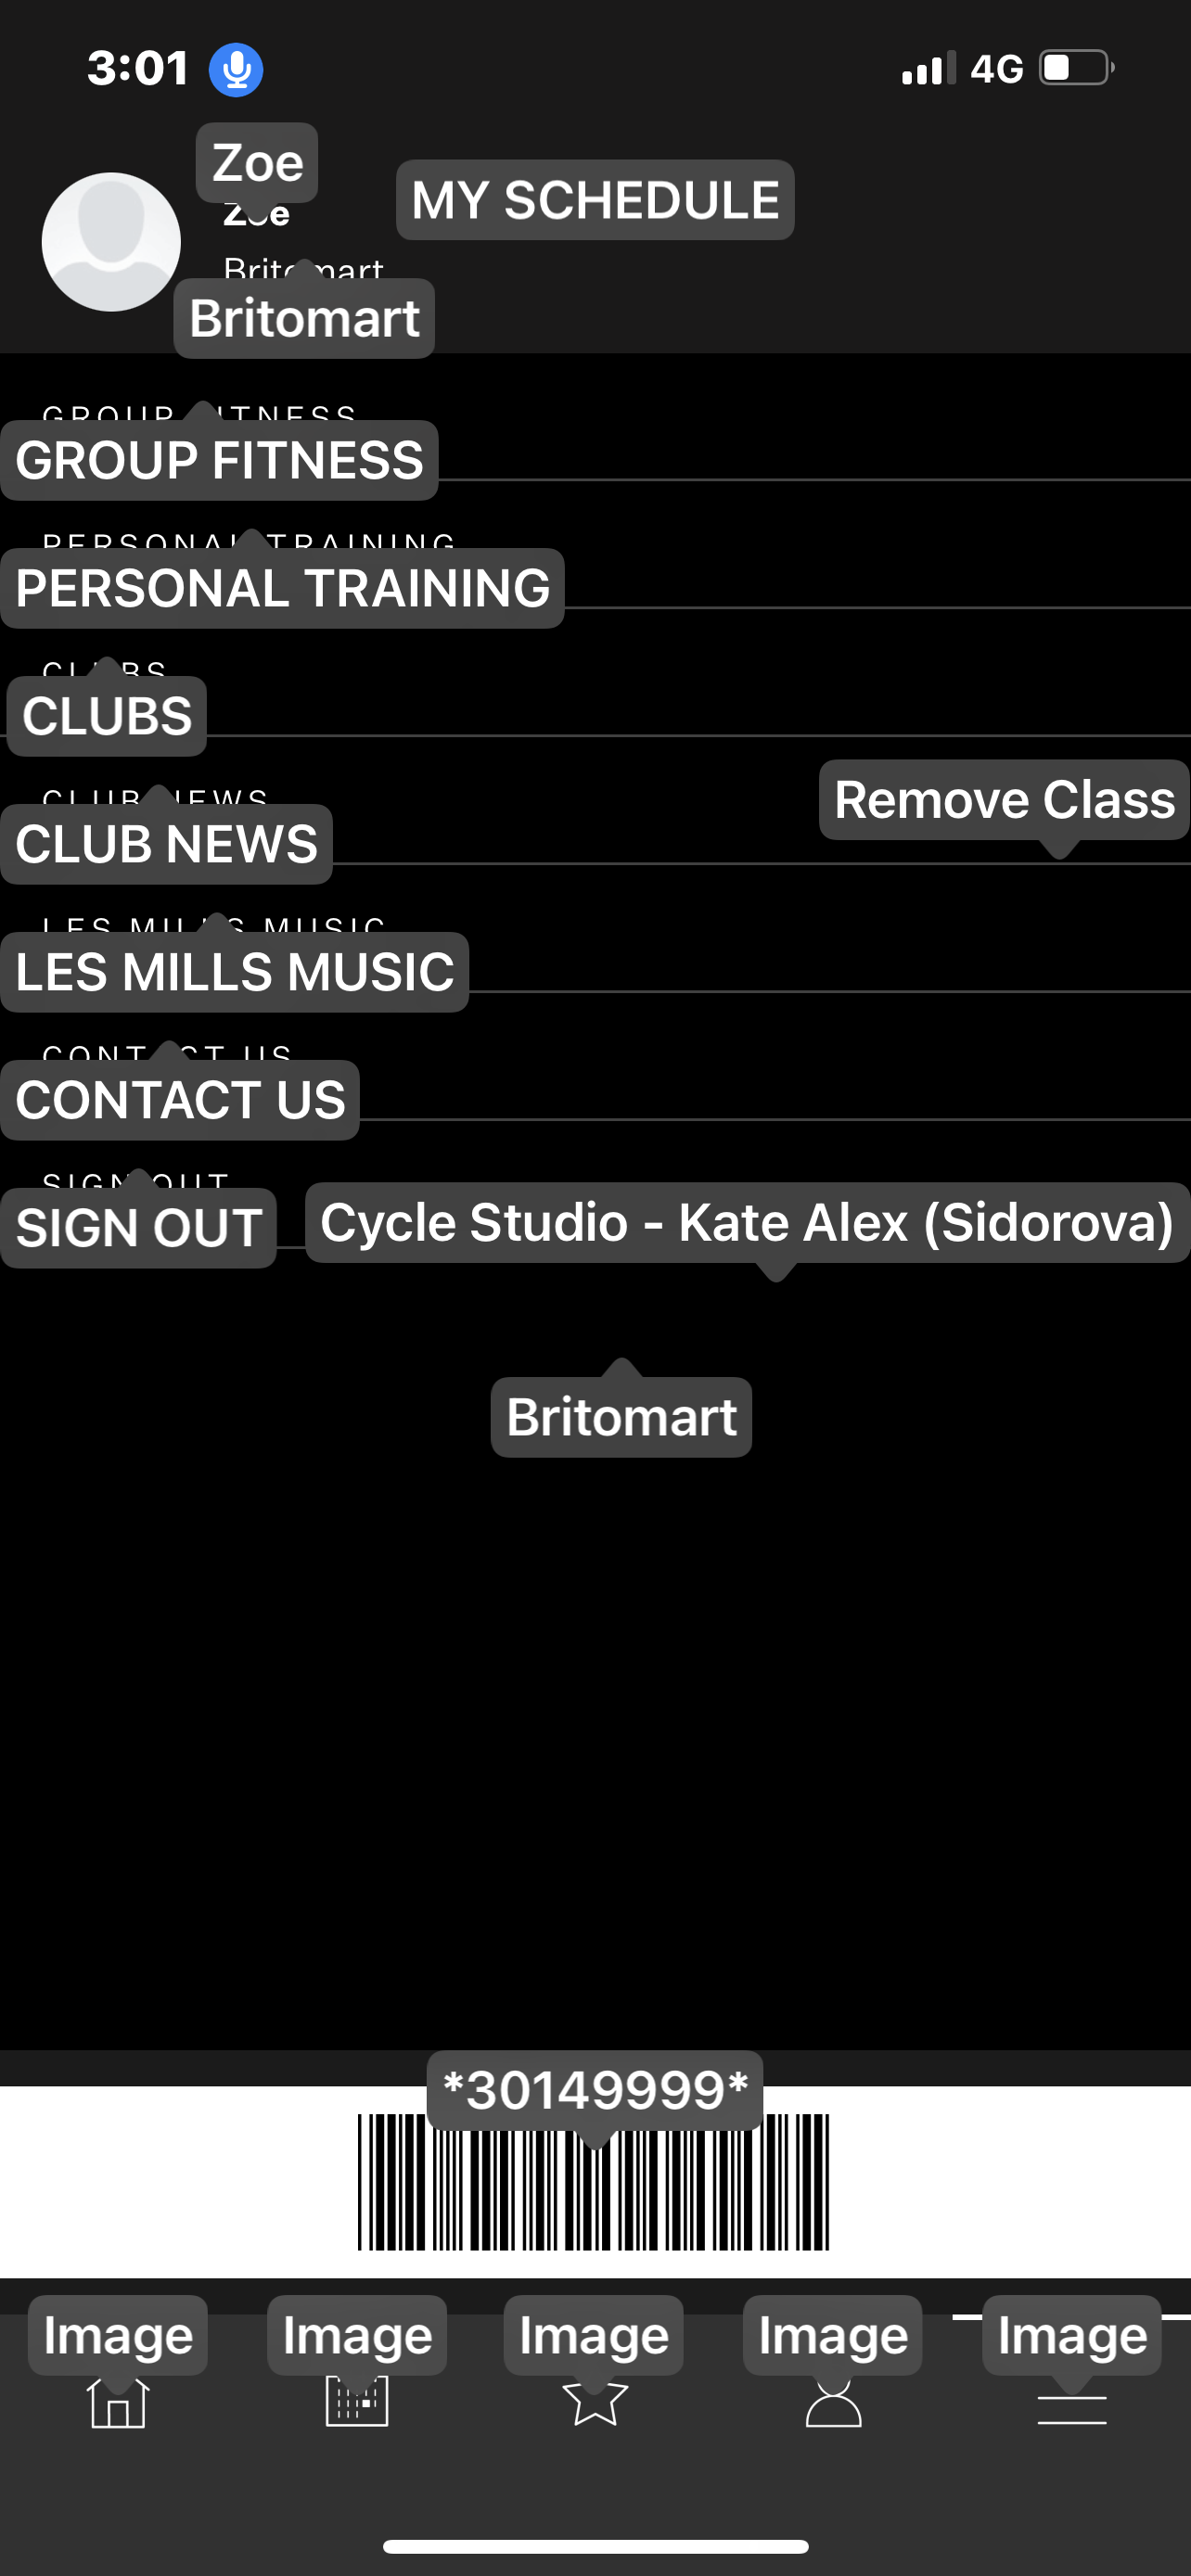 3:01
4G
Zoe
MY SCHEDULE
Zoe
Britomart
Britomart
GROUP FITNESS
GROUP FITNESS
PERSONAL TRAINING
PERSONAL TRAINING
CLUBS
CLUBS
CLUB NEWS
Remove Class
CLUB NEWS
LES MILLS MUSIC
LES MILLS MUSIC
CONTACT US
CONTACT US
SIGN OUT
SIGN OUT
Cycle Studio - Kate Alex (Sidorova)
Britomart
*30149999*
Image Image Image Image Image